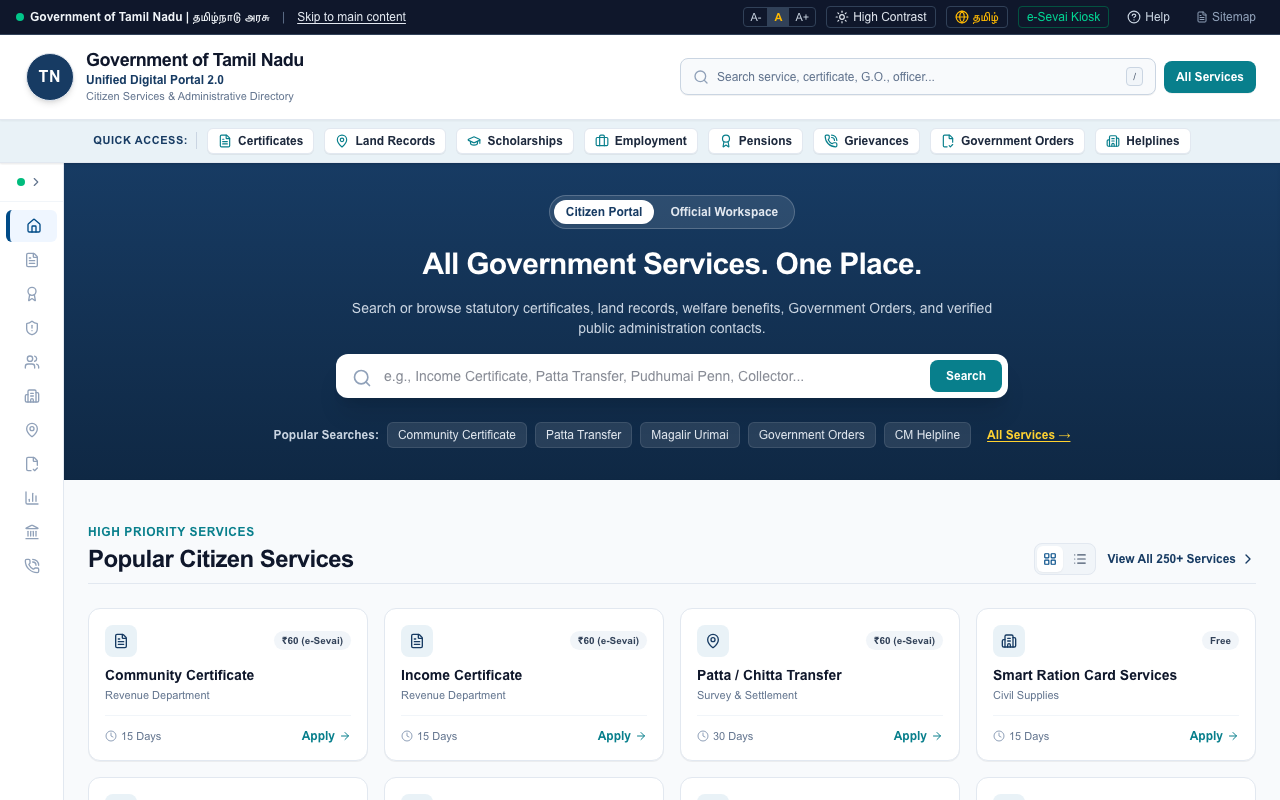 Government of Tamil Nadu | தமிழ்நாடு அரசு | Skip to main content
A- A A+ High Contrast தமிழ் e-Sevai Kiosk Help Sitemap
TN
Government of Tamil Nadu
Unified Digital Portal 2.0
Citizen Services & Administrative Directory
Search service, certificate, G.O., officer... /
All Services
QUICK ACCESS: Certificates Land Records Scholarships Employment Pensions Grievances Government Orders Helplines
Citizen Portal Official Workspace
All Government Services. One Place.
Search or browse statutory certificates, land records, welfare benefits, Government Orders, and verified
public administration contacts.
e.g., Income Certificate, Patta Transfer, Pudhumai Penn, Collector... Search
Popular Searches: Community Certificate Patta Transfer Magalir Urimai Government Orders CM Helpline All Services →
HIGH PRIORITY SERVICES
Popular Citizen Services
View All 250+ Services
₹60 (e-Sevai)
Community Certificate
Revenue Department
15 Days Apply →
₹60 (e-Sevai)
Income Certificate
Revenue Department
15 Days Apply →
₹60 (e-Sevai)
Patta / Chitta Transfer
Survey & Settlement
30 Days Apply →
Free
Smart Ration Card Services
Civil Supplies
15 Days Apply →